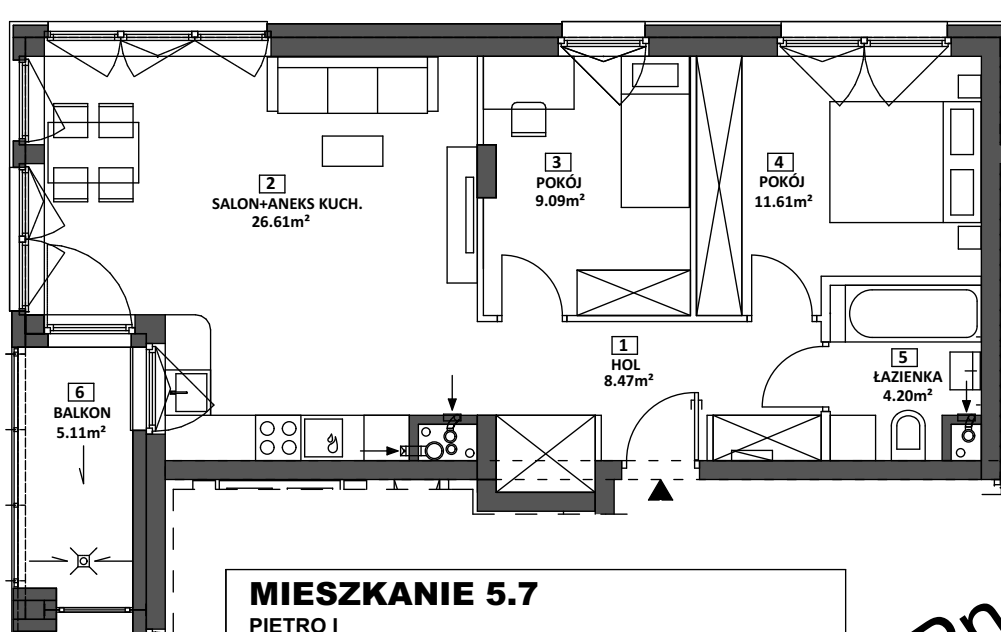 2
SALON+ANEKS KUCH.
26.61m²
3
POKÓJ
9.09m²
4
POKÓJ
11.61m²
1
HOL
8.47m²
5
ŁAZIENKA
4.20m²
6
BALKON
5.11m²
MIESZKANIE 5.7
PIĘTRO I